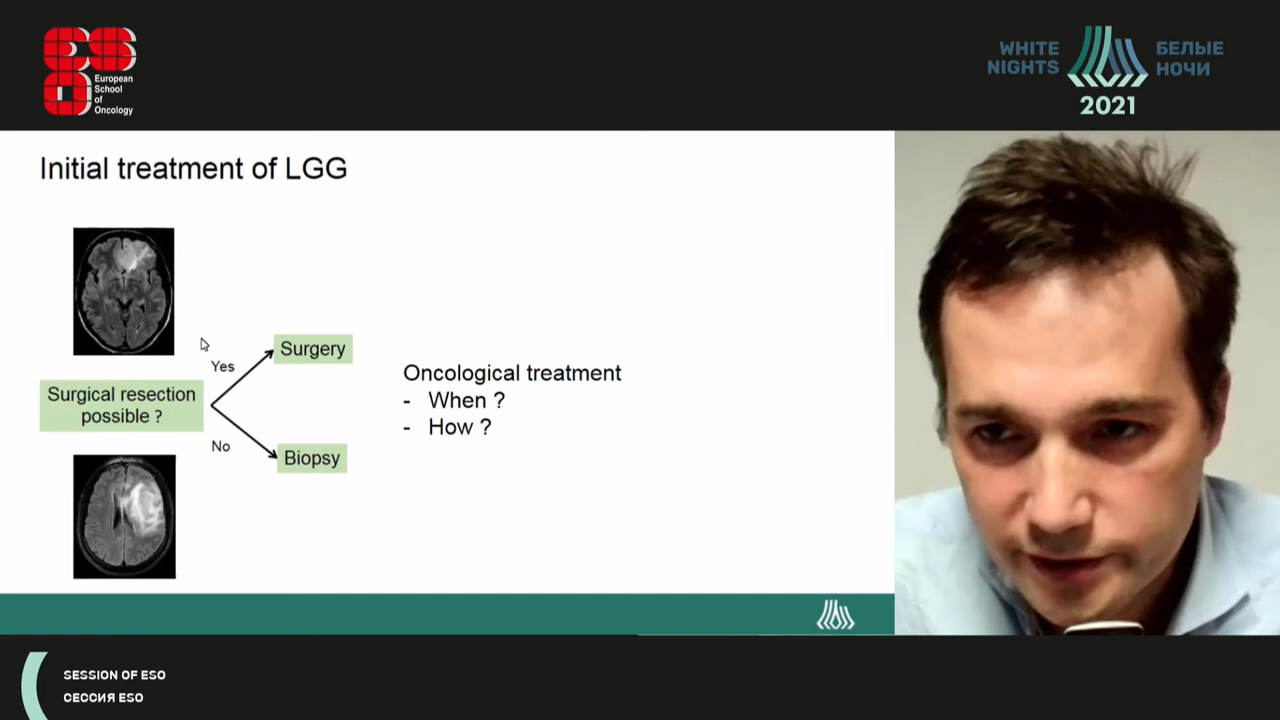 ESO
European
School
of
Oncology
WHITE
NIGHTS
БЕЛЫЕ
НОЧИ
2021
Initial treatment of LGG
Yes
Surgery
Surgical resection
possible ?
No
Biopsy
Oncological treatment
- When ?
- How ?
SESSION OF ESO
СЕССИЯ ESO